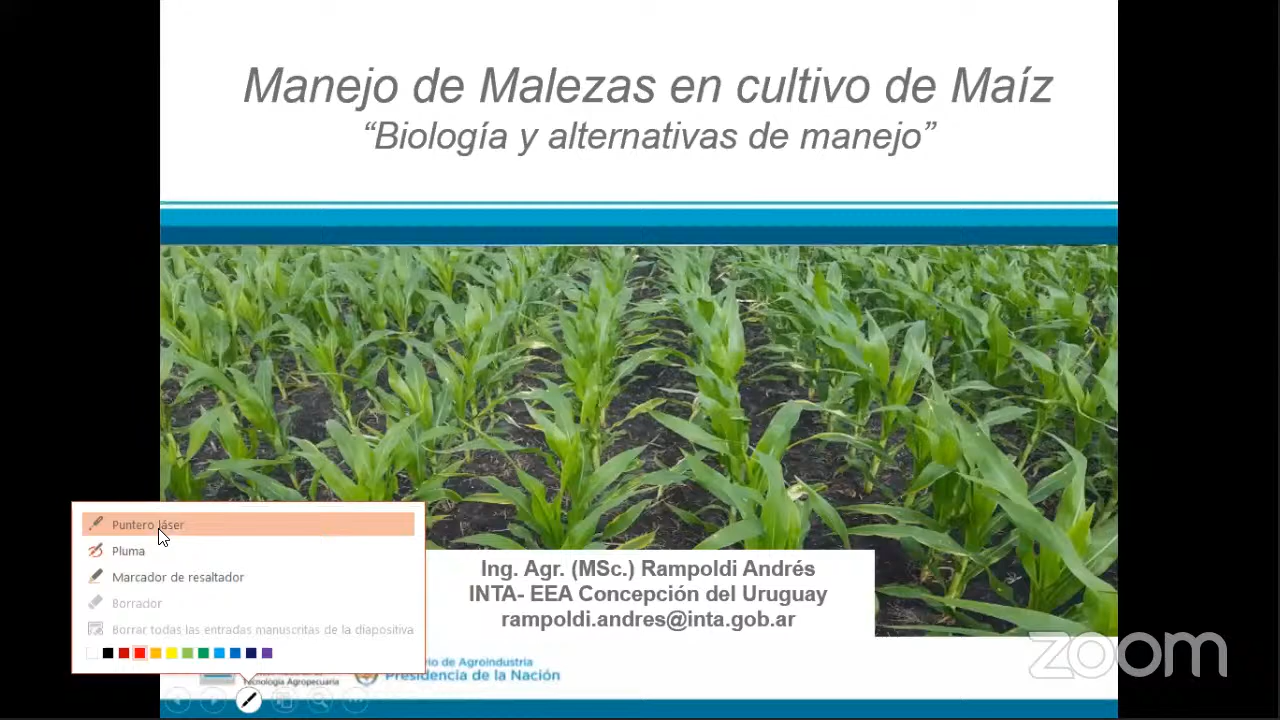 Manejo de Malezas en cultivo de Maíz
“Biología y alternativas de manejo”
Puntero láser
Pluma
Marcador de resaltador
Borrador
Borrar todas las entradas manuscritas de la diapositiva
Ing. Agr. (MSc.) Rampoldi Andrés
INTA- EEA Concepción del Uruguay
rampoldi.andres@inta.gob.ar
zoom
io de Agroindustria
Tecnología Agropecuaria
Presidencia de la Nación